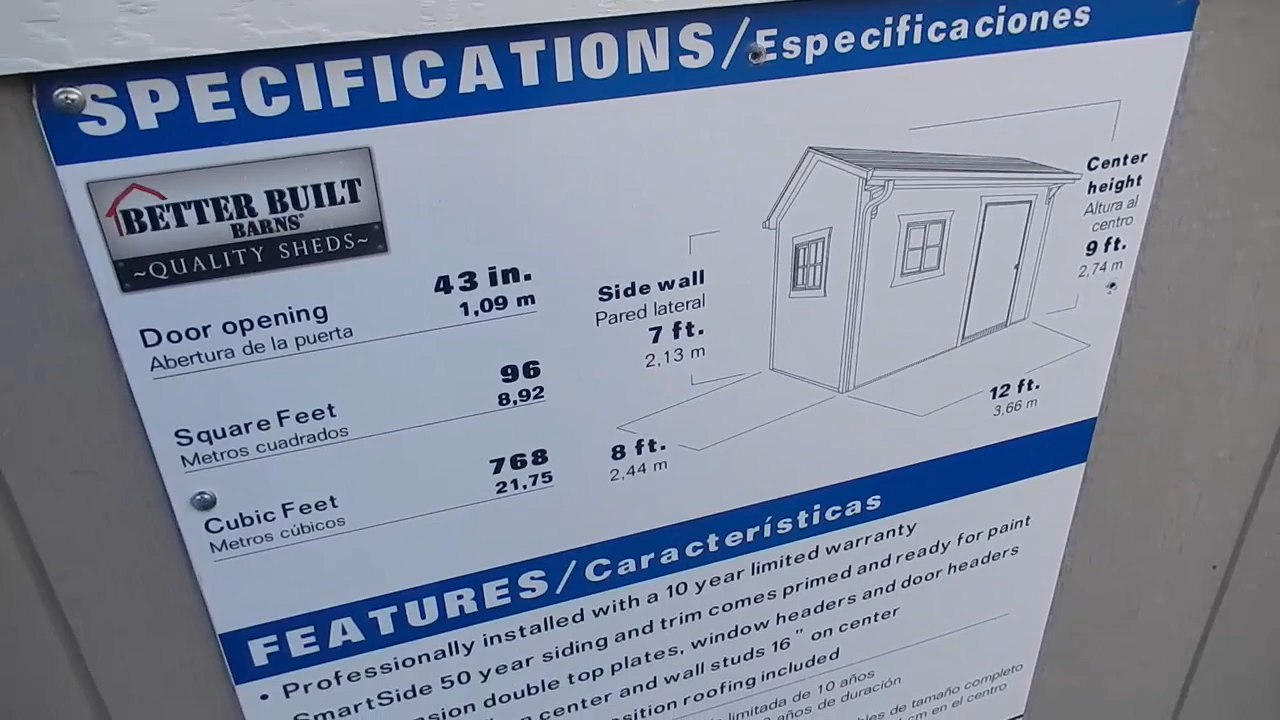 SPECIFICATIONS/Especificaciones
BETTER BUILT
BARNS®
~QUALITY SHEDS~
Door opening 43 in.
Abertura de la puerta 1,09 m
Square Feet 96
Metros cuadrados 8,92
Cubic Feet 768
Metros cúbicos 21,75
Side wall
Pared lateral
7 ft.
2,13 m
Center
height
Altura al
centro
9 ft.
2,74 m
12 ft.
3,66 m
8 ft.
2,44 m
FEATURES/Características
• Professionally installed with a 10 year limited warranty
SmartSide 50 year siding and trim comes primed and ready for paint
double top plates, window headers and door headers
center and wall studs 16" on center
roofing included
limitada de 10 años
años de duración
de tamaño completo
cm en el centro